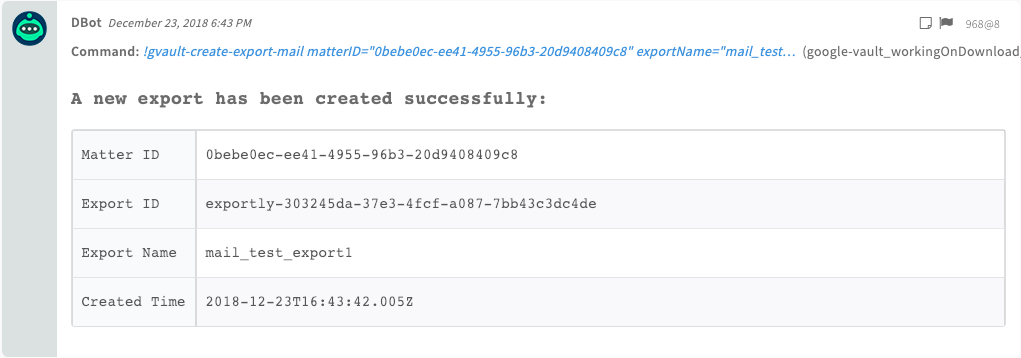 DBot December 23, 2018 6:43 PM 968@8
Command: !gvault-create-export-mail matterID="0bebe0ec-ee41-4955-96b3-20d9408409c8" exportName="mail_test... (google-vault_workingOnDownload
A new export has been created successfully:
Matter ID 0bebe0ec-ee41-4955-96b3-20d9408409c8
Export ID exportly-303245da-37e3-4fcf-a087-7bb43c3dc4de
Export Name mail_test_export1
Created Time 2018-12-23T16:43:42.005Z